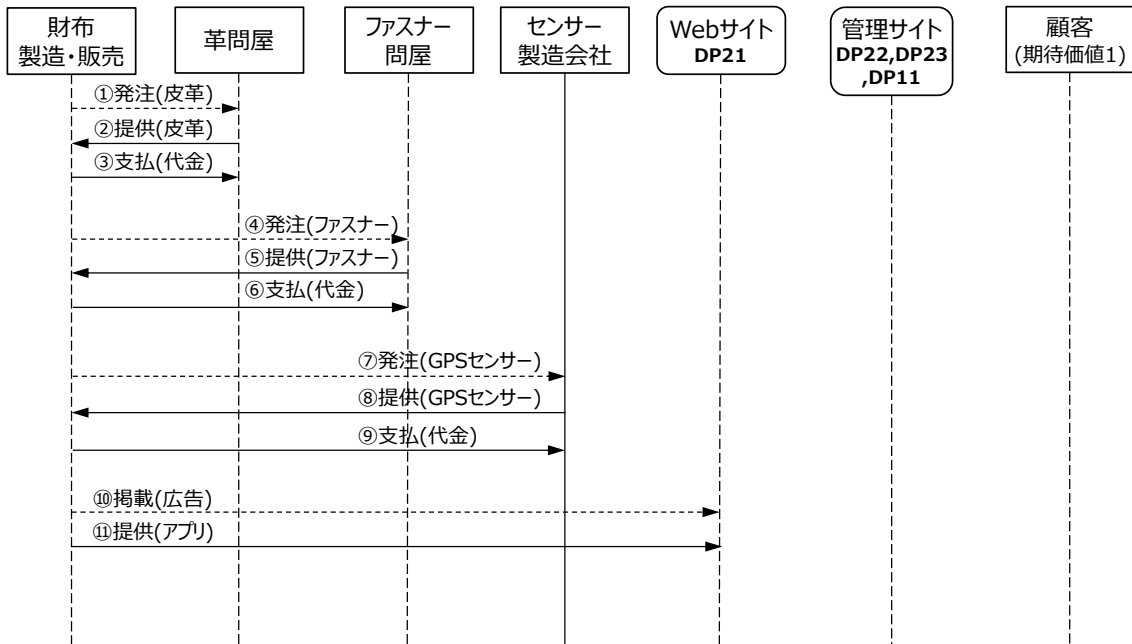 財布
製造・販売
革問屋
ファスナー
問屋
センサー
製造会社
Webサイト
DP21
管理サイト
DP22,DP23
,DP11
顧客
(期待価値1)
①発注(皮革)
②提供(皮革)
③支払(代金)
④発注(ファスナー)
⑤提供(ファスナー)
⑥支払(代金)
⑦発注(GPSセンサー)
⑧提供(GPSセンサー)
⑨支払(代金)
⑩掲載(広告)
⑪提供(アプリ)